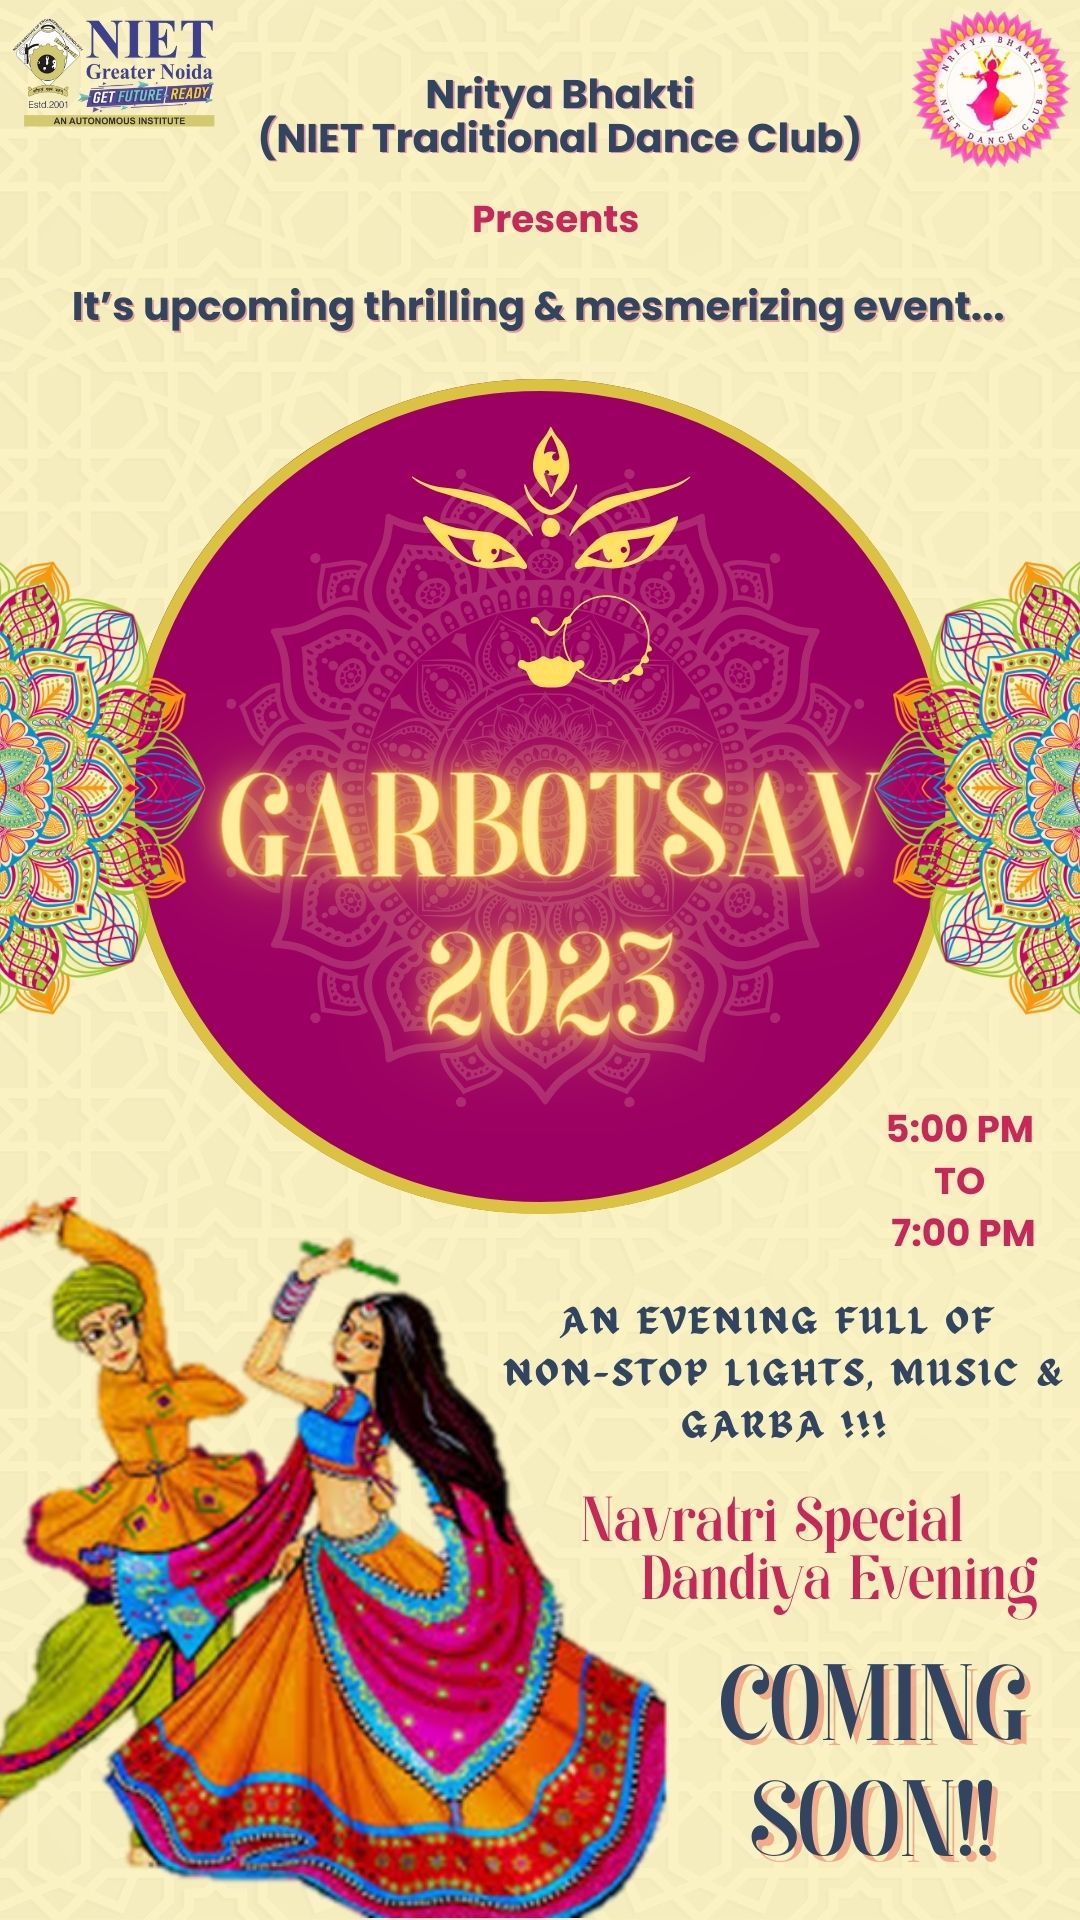 NIET
Greater Noida
GET FUTURE READY
Estd.2001
AN AUTONOMOUS INSTITUTE
NRITYA BHAKTI
NIET DANCE CLUB
Nritya Bhakti
(NIET Traditional Dance Club)
Presents
It’s upcoming thrilling & mesmerizing event...
GARBOTSAV
2023
5:00 PM
TO
7:00 PM
AN EVENING FULL OF
NON-STOP LIGHTS, MUSIC &
GARBA !!!
Navratri Special
Dandiya Evening
COMING
SOON!!